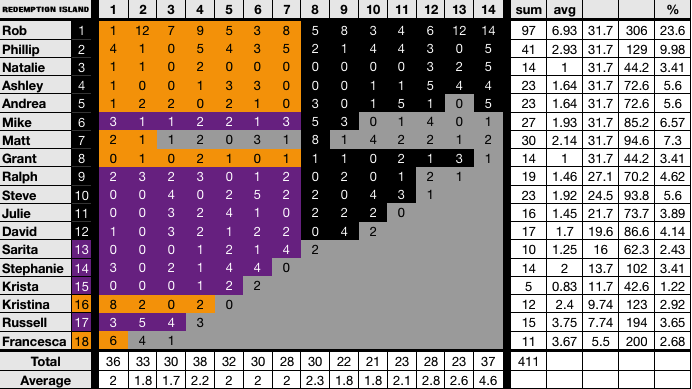 REDEMPTION ISLAND 1 2 3 4 5 6 7 8 9 10 11 12 13 14 sum avg %
Rob 1 1 12 7 9 5 3 8 5 8 3 4 6 12 14 97 6.93 31.7 306 23.6
Phillip 2 4 1 0 5 4 3 5 2 1 4 4 3 0 5 41 2.93 31.7 129 9.98
Natalie 3 1 1 0 2 0 0 0 0 0 0 0 3 2 5 14 1 31.7 44.2 3.41
Ashley 4 1 0 0 1 3 3 0 0 0 1 1 5 4 4 23 1.64 31.7 72.6 5.6
Andrea 5 1 2 2 0 2 1 0 3 0 1 5 1 0 5 23 1.64 31.7 72.6 5.6
Mike 6 3 1 1 2 2 1 3 5 3 0 1 4 0 1 27 1.93 31.7 85.2 6.57
Matt 7 2 1 1 2 0 3 1 8 1 4 2 2 1 2 30 2.14 31.7 94.6 7.3
Grant 8 0 1 0 2 1 0 1 1 1 0 2 1 3 1 14 1 31.7 44.2 3.41
Ralph 9 2 3 2 3 0 1 2 0 2 0 1 2 1 19 1.46 27.1 70.2 4.62
Steve 10 0 0 4 0 2 5 2 2 0 4 3 1 23 1.92 24.5 93.8 5.6
Julie 11 0 0 3 2 4 1 0 2 2 2 0 16 1.45 21.7 73.7 3.89
David 12 1 0 3 2 1 2 2 0 4 2 17 1.7 19.6 86.6 4.14
Sarita 13 0 0 0 1 2 1 4 2 10 1.25 16 62.3 2.43
Stephanie 14 3 0 2 1 4 4 0 14 2 13.7 102 3.41
Krista 15 0 0 0 1 2 2 5 0.83 11.7 42.6 1.22
Kristina 16 8 2 0 2 0 12 2.4 9.74 123 2.92
Russell 17 3 5 4 3 15 3.75 7.74 194 3.65
Francesca 18 6 4 1 11 3.67 5.5 200 2.68
Total 36 33 30 38 32 30 28 30 22 21 23 28 23 37 411
Average 2 1.8 1.7 2.2 2 2 2 2.3 1.8 1.8 2.1 2.8 2.6 4.6